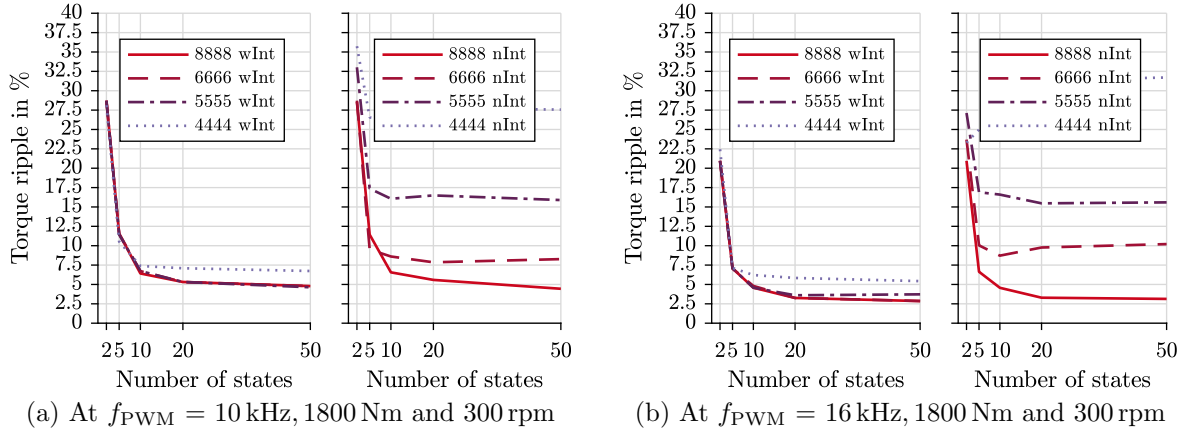 Torque ripple in %
40
37.5
35
32.5
30
27.5
25
22.5
20
17.5
15
12.5
10
7.5
5
2.5
0
8888 wInt
6666 wInt
5555 wInt
4444 wInt
2 5 10 20 50
Number of states
8888 nInt
6666 nInt
5555 nInt
4444 nInt
2 5 10 20 50
Number of states
(a) At fPWM = 10 kHz, 1800 Nm and 300 rpm
Torque ripple in %
40
37.5
35
32.5
30
27.5
25
22.5
20
17.5
15
12.5
10
7.5
5
2.5
0
8888 wInt
6666 wInt
5555 wInt
4444 wInt
2 5 10 20 50
Number of states
8888 nInt
6666 nInt
5555 nInt
4444 nInt
2 5 10 20 50
Number of states
(b) At fPWM = 16 kHz, 1800 Nm and 300 rpm